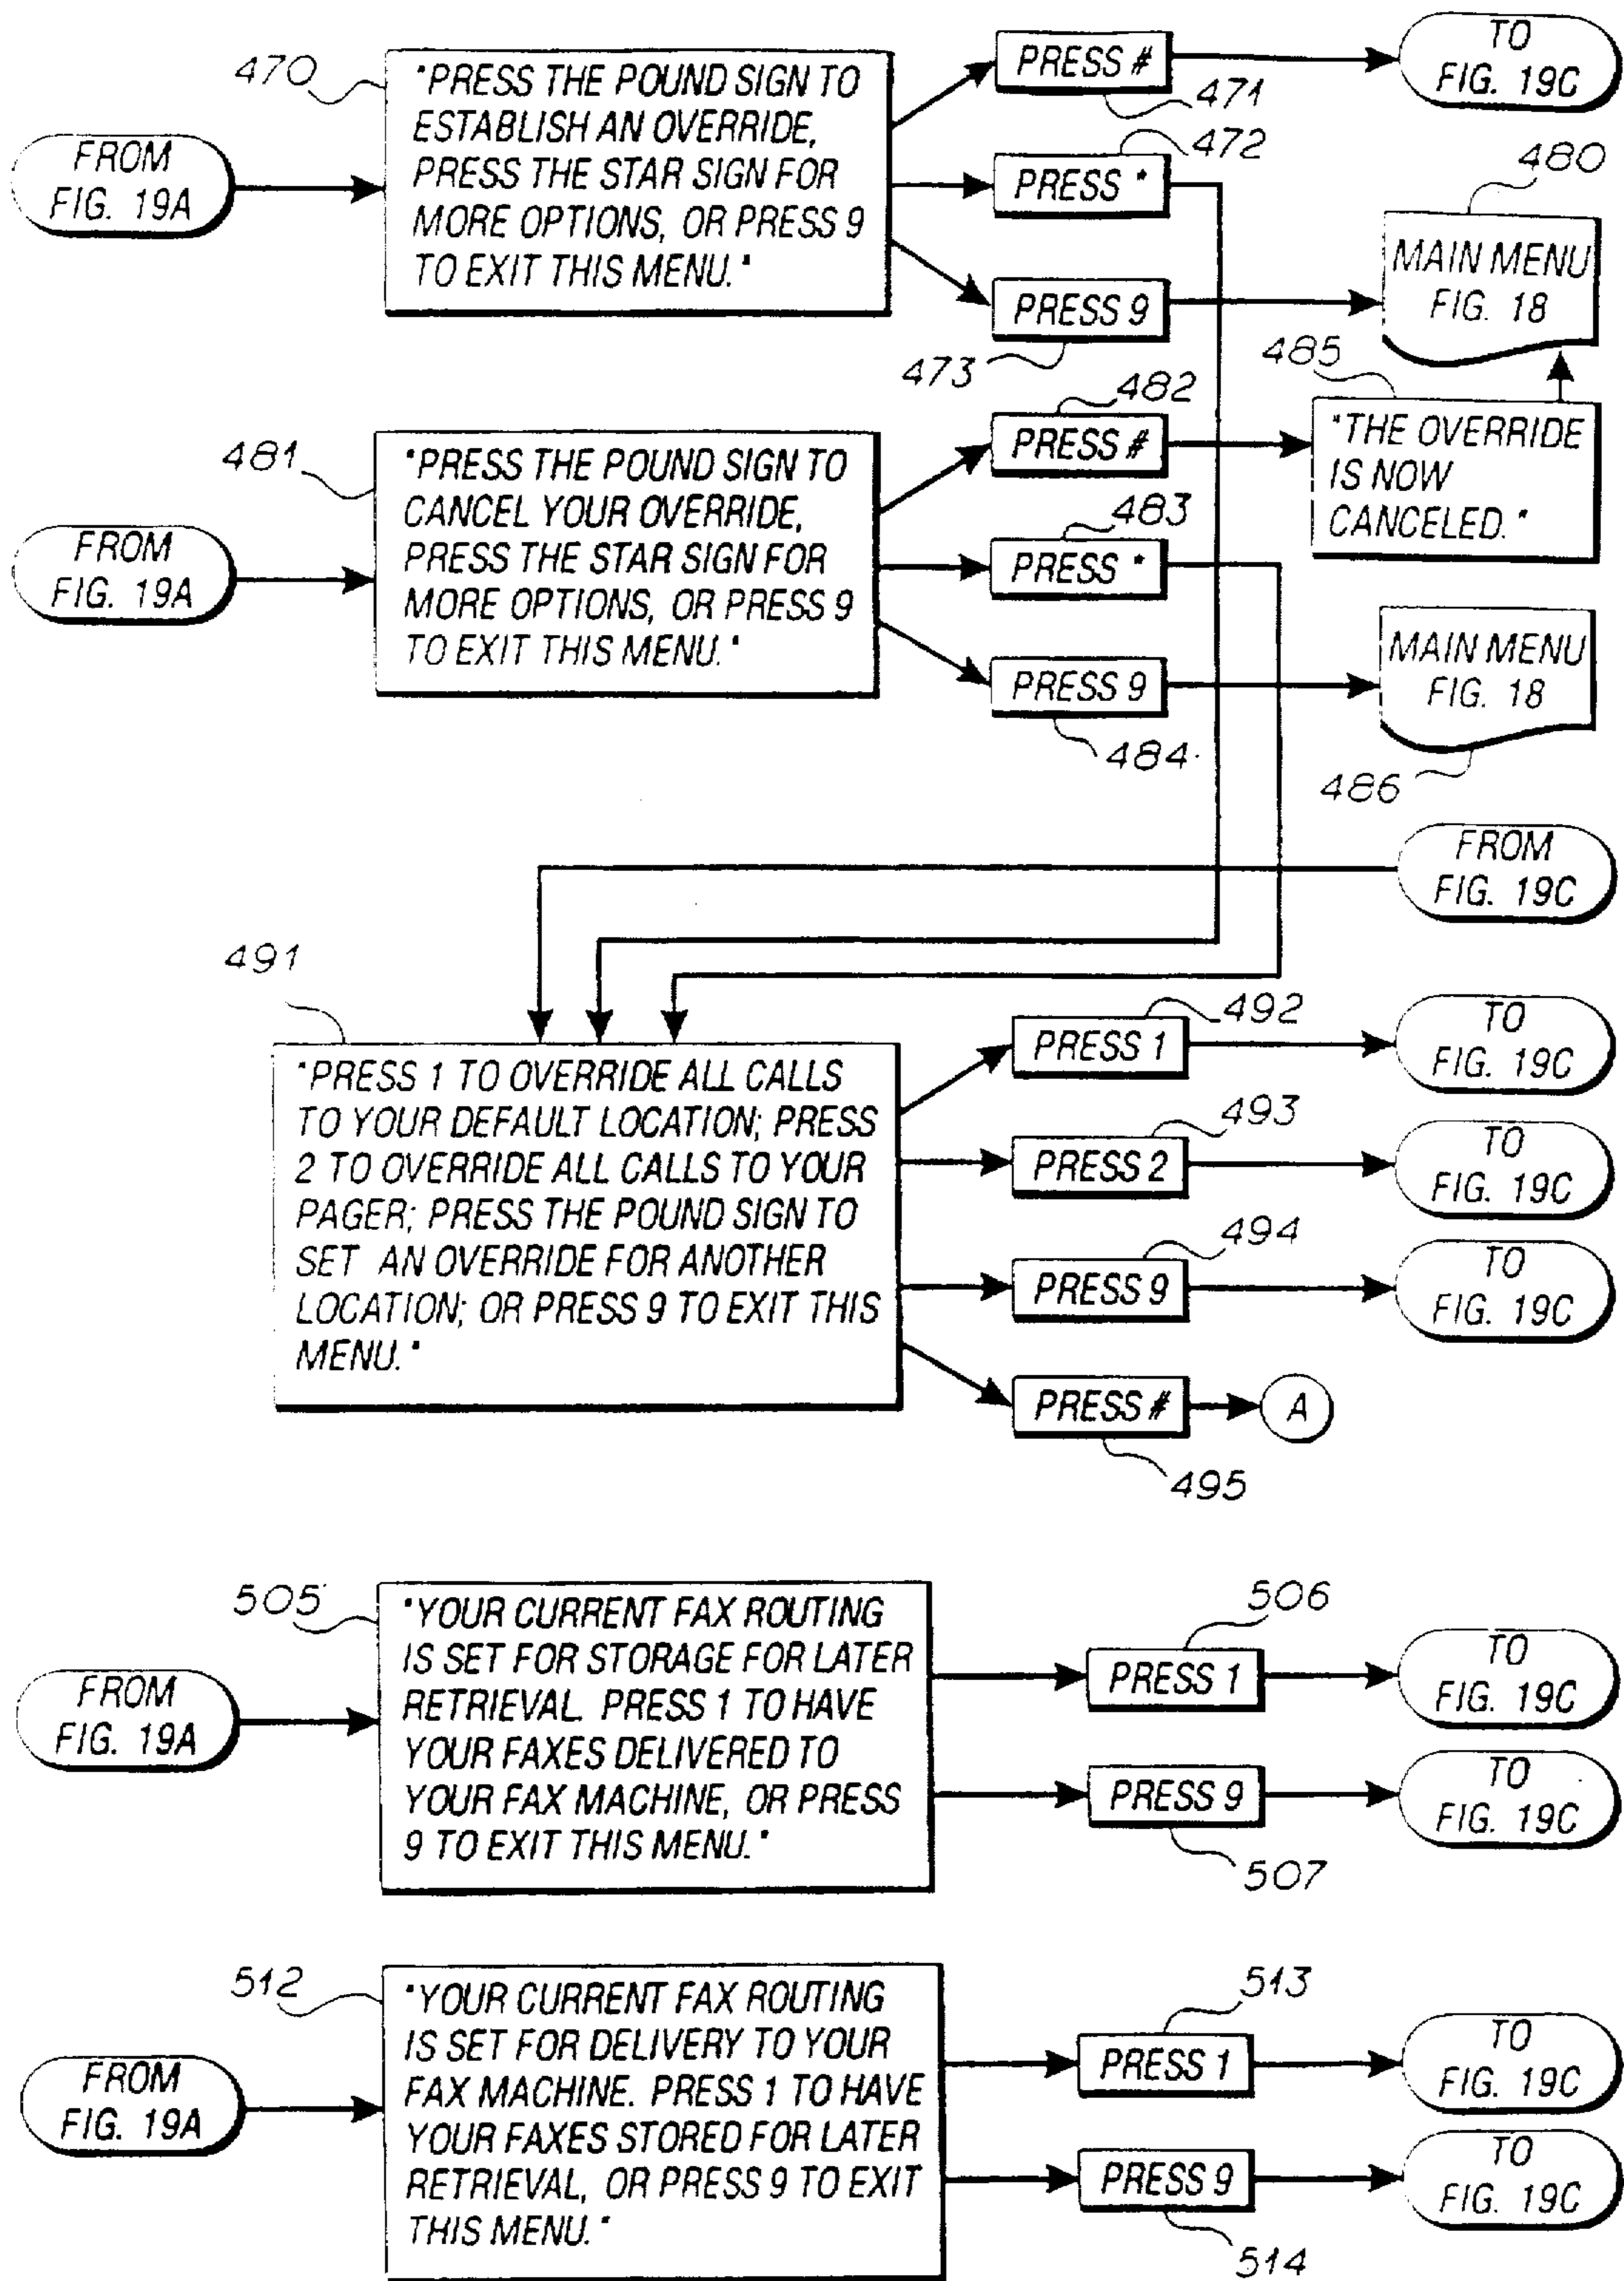 470
"PRESS THE POUND SIGN TO
ESTABLISH AN OVERRIDE,
PRESS THE STAR SIGN FOR
MORE OPTIONS, OR PRESS 9
TO EXIT THIS MENU."
FROM
FIG. 19A
PRESS #
471
TO
FIG. 19C
472
PRESS *
480
MAIN MENU
FIG. 18
PRESS 9
473
481
"PRESS THE POUND SIGN TO
CANCEL YOUR OVERRIDE,
PRESS THE STAR SIGN FOR
MORE OPTIONS, OR PRESS 9
TO EXIT THIS MENU."
FROM
FIG. 19A
482
PRESS #
485
"THE OVERRIDE
IS NOW
CANCELED."
483
PRESS *
PRESS 9
484
MAIN MENU
FIG. 18
486
FROM
FIG. 19C
491
"PRESS 1 TO OVERRIDE ALL CALLS
TO YOUR DEFAULT LOCATION; PRESS
2 TO OVERRIDE ALL CALLS TO YOUR
PAGER; PRESS THE POUND SIGN TO
SET AN OVERRIDE FOR ANOTHER
LOCATION; OR PRESS 9 TO EXIT THIS
MENU."
492
PRESS 1
TO
FIG. 19C
493
PRESS 2
TO
FIG. 19C
494
PRESS 9
TO
FIG. 19C
PRESS #
A
495
505
"YOUR CURRENT FAX ROUTING
IS SET FOR STORAGE FOR LATER
RETRIEVAL. PRESS 1 TO HAVE
YOUR FAXES DELIVERED TO
YOUR FAX MACHINE, OR PRESS
9 TO EXIT THIS MENU."
FROM
FIG. 19A
506
PRESS 1
TO
FIG. 19C
PRESS 9
507
TO
FIG. 19C
512
"YOUR CURRENT FAX ROUTING
IS SET FOR DELIVERY TO YOUR
FAX MACHINE. PRESS 1 TO HAVE
YOUR FAXES STORED FOR LATER
RETRIEVAL, OR PRESS 9 TO EXIT
THIS MENU."
FROM
FIG. 19A
513
PRESS 1
TO
FIG. 19C
PRESS 9
514
TO
FIG. 19C